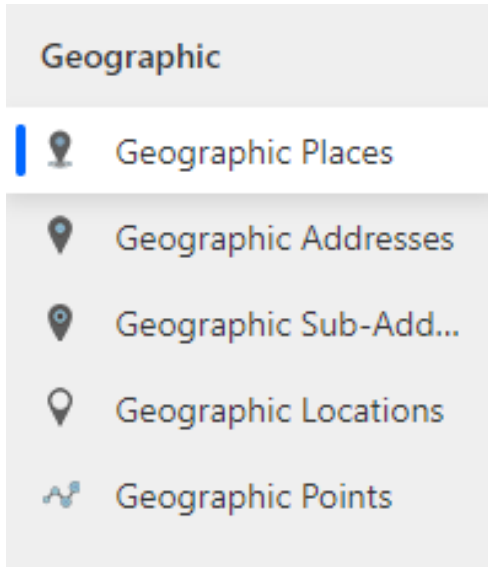 Geographic
Geographic Places
Geographic Addresses
Geographic Sub-Add...
Geographic Locations
Geographic Points